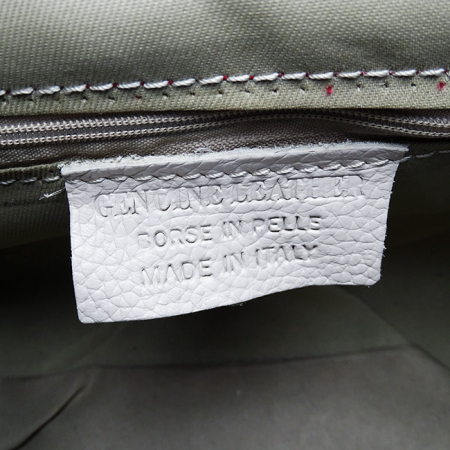 GENUINE LEATHER
BORSE IN PELLE
MADE IN ITALY